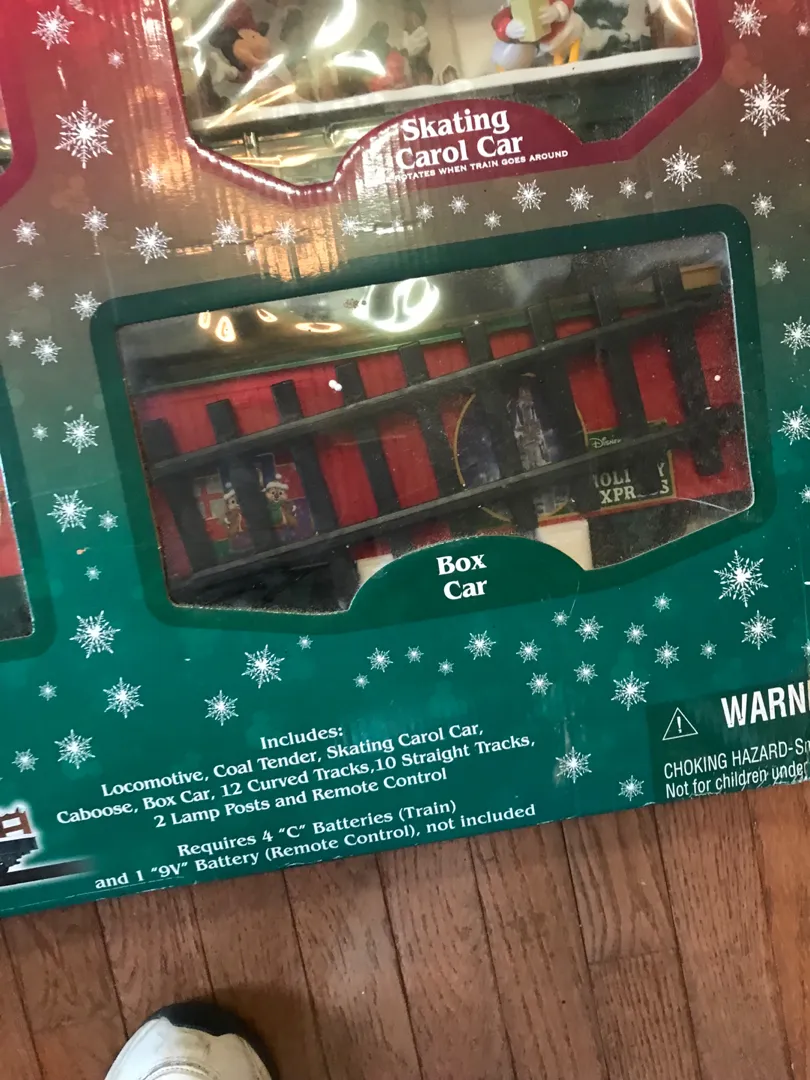 Skating
Carol Car
ROTATES WHEN TRAIN GOES AROUND
Disney
Box
Car
Includes:
Locomotive, Coal Tender, Skating Carol Car,
Caboose, Box Car, 12 Curved Tracks,10 Straight Tracks,
2 Lamp Posts and Remote Control
Requires 4 "C" Batteries (Train)
and 1 "9V" Battery (Remote Control), not included
WARN
CHOKING HAZARD-Sm
Not for children under